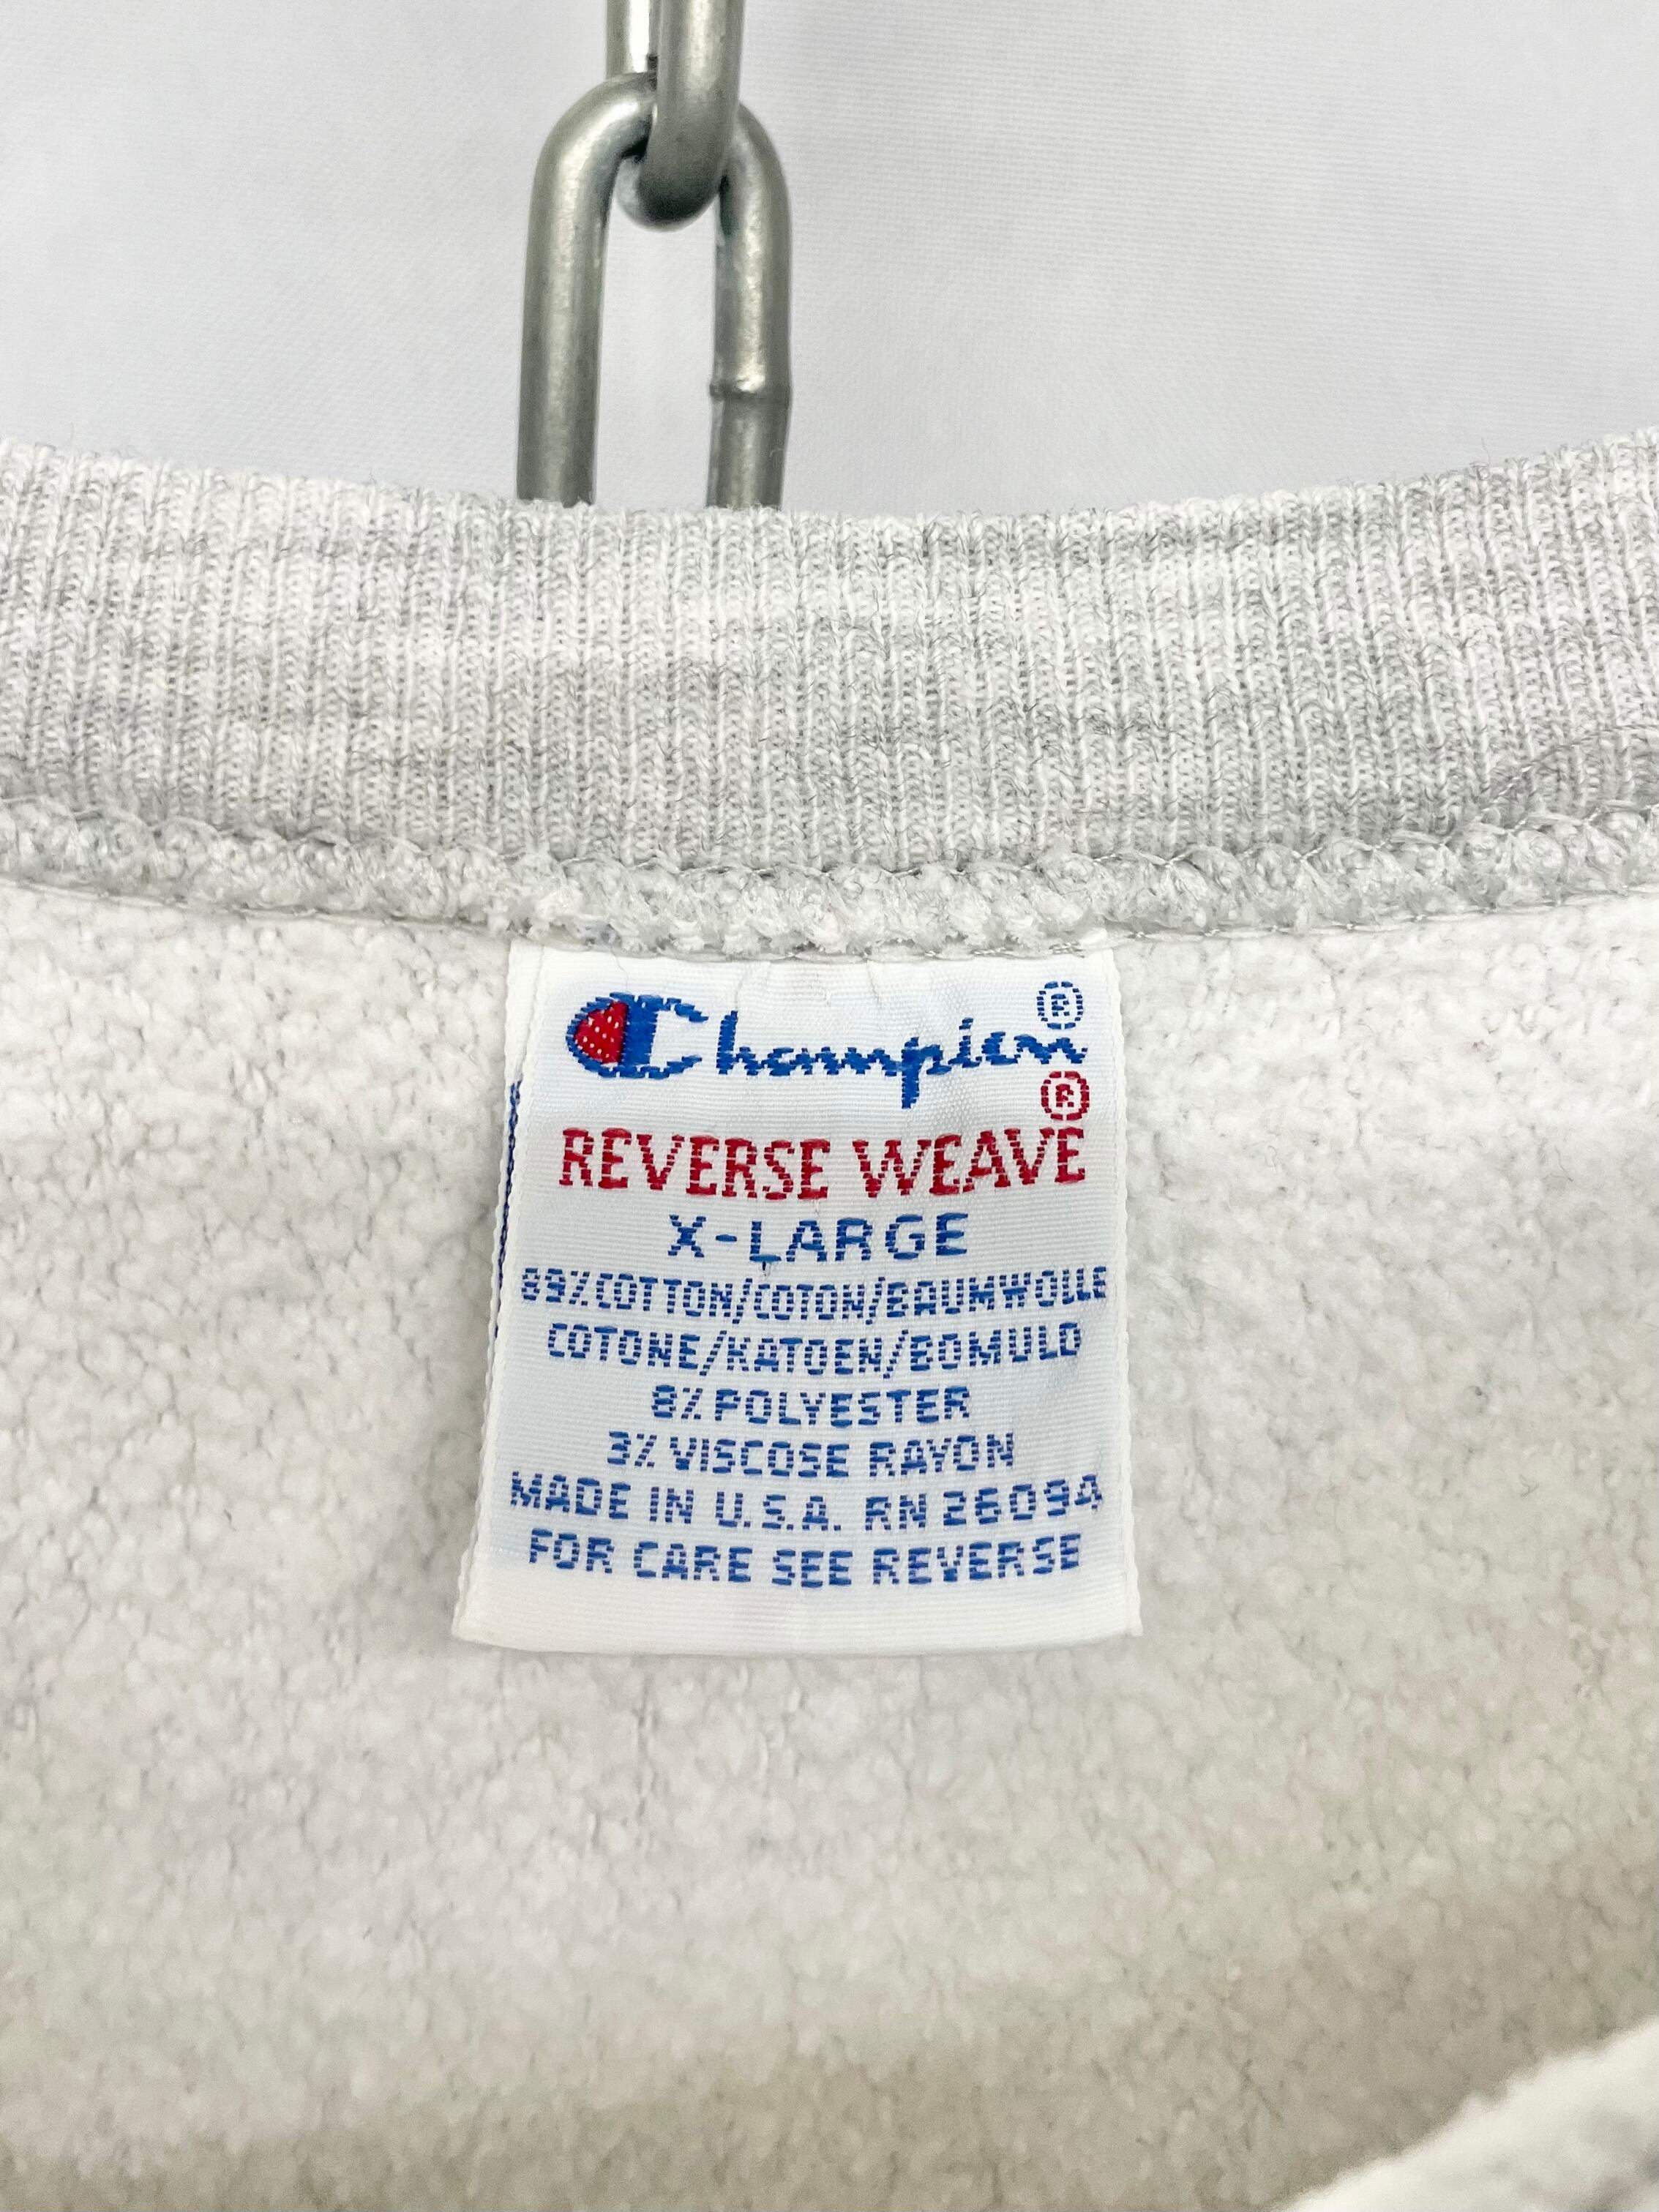 Champion®
REVERSE WEAVE®
X-LARGE
89% COTTON/COTON/BAUMWOLLE
COTONE/KATOEN/BOMULD
8% POLYESTER
3% VISCOSE RAYON
MADE IN U.S.A. RN 26094
FOR CARE SEE REVERSE